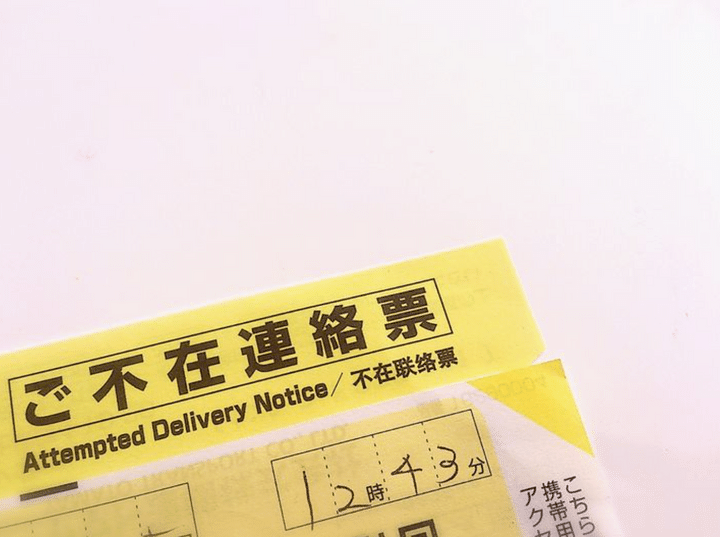 ご不在連絡票
Attempted Delivery Notice/不在联络票
12時43分
こちら
携帯用
アクセ